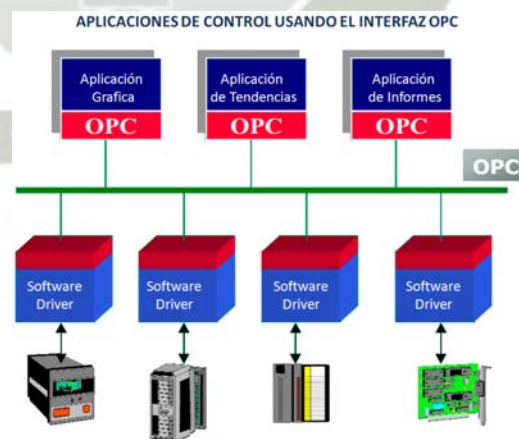 APLICACIONES DE CONTROL USANDO EL INTERFAZ OPC
Aplicación
Grafica
OPC
Aplicación
de Tendencias
OPC
Aplicación
de Informes
OPC
OPC
Software
Driver
Software
Driver
Software
Driver
Software
Driver